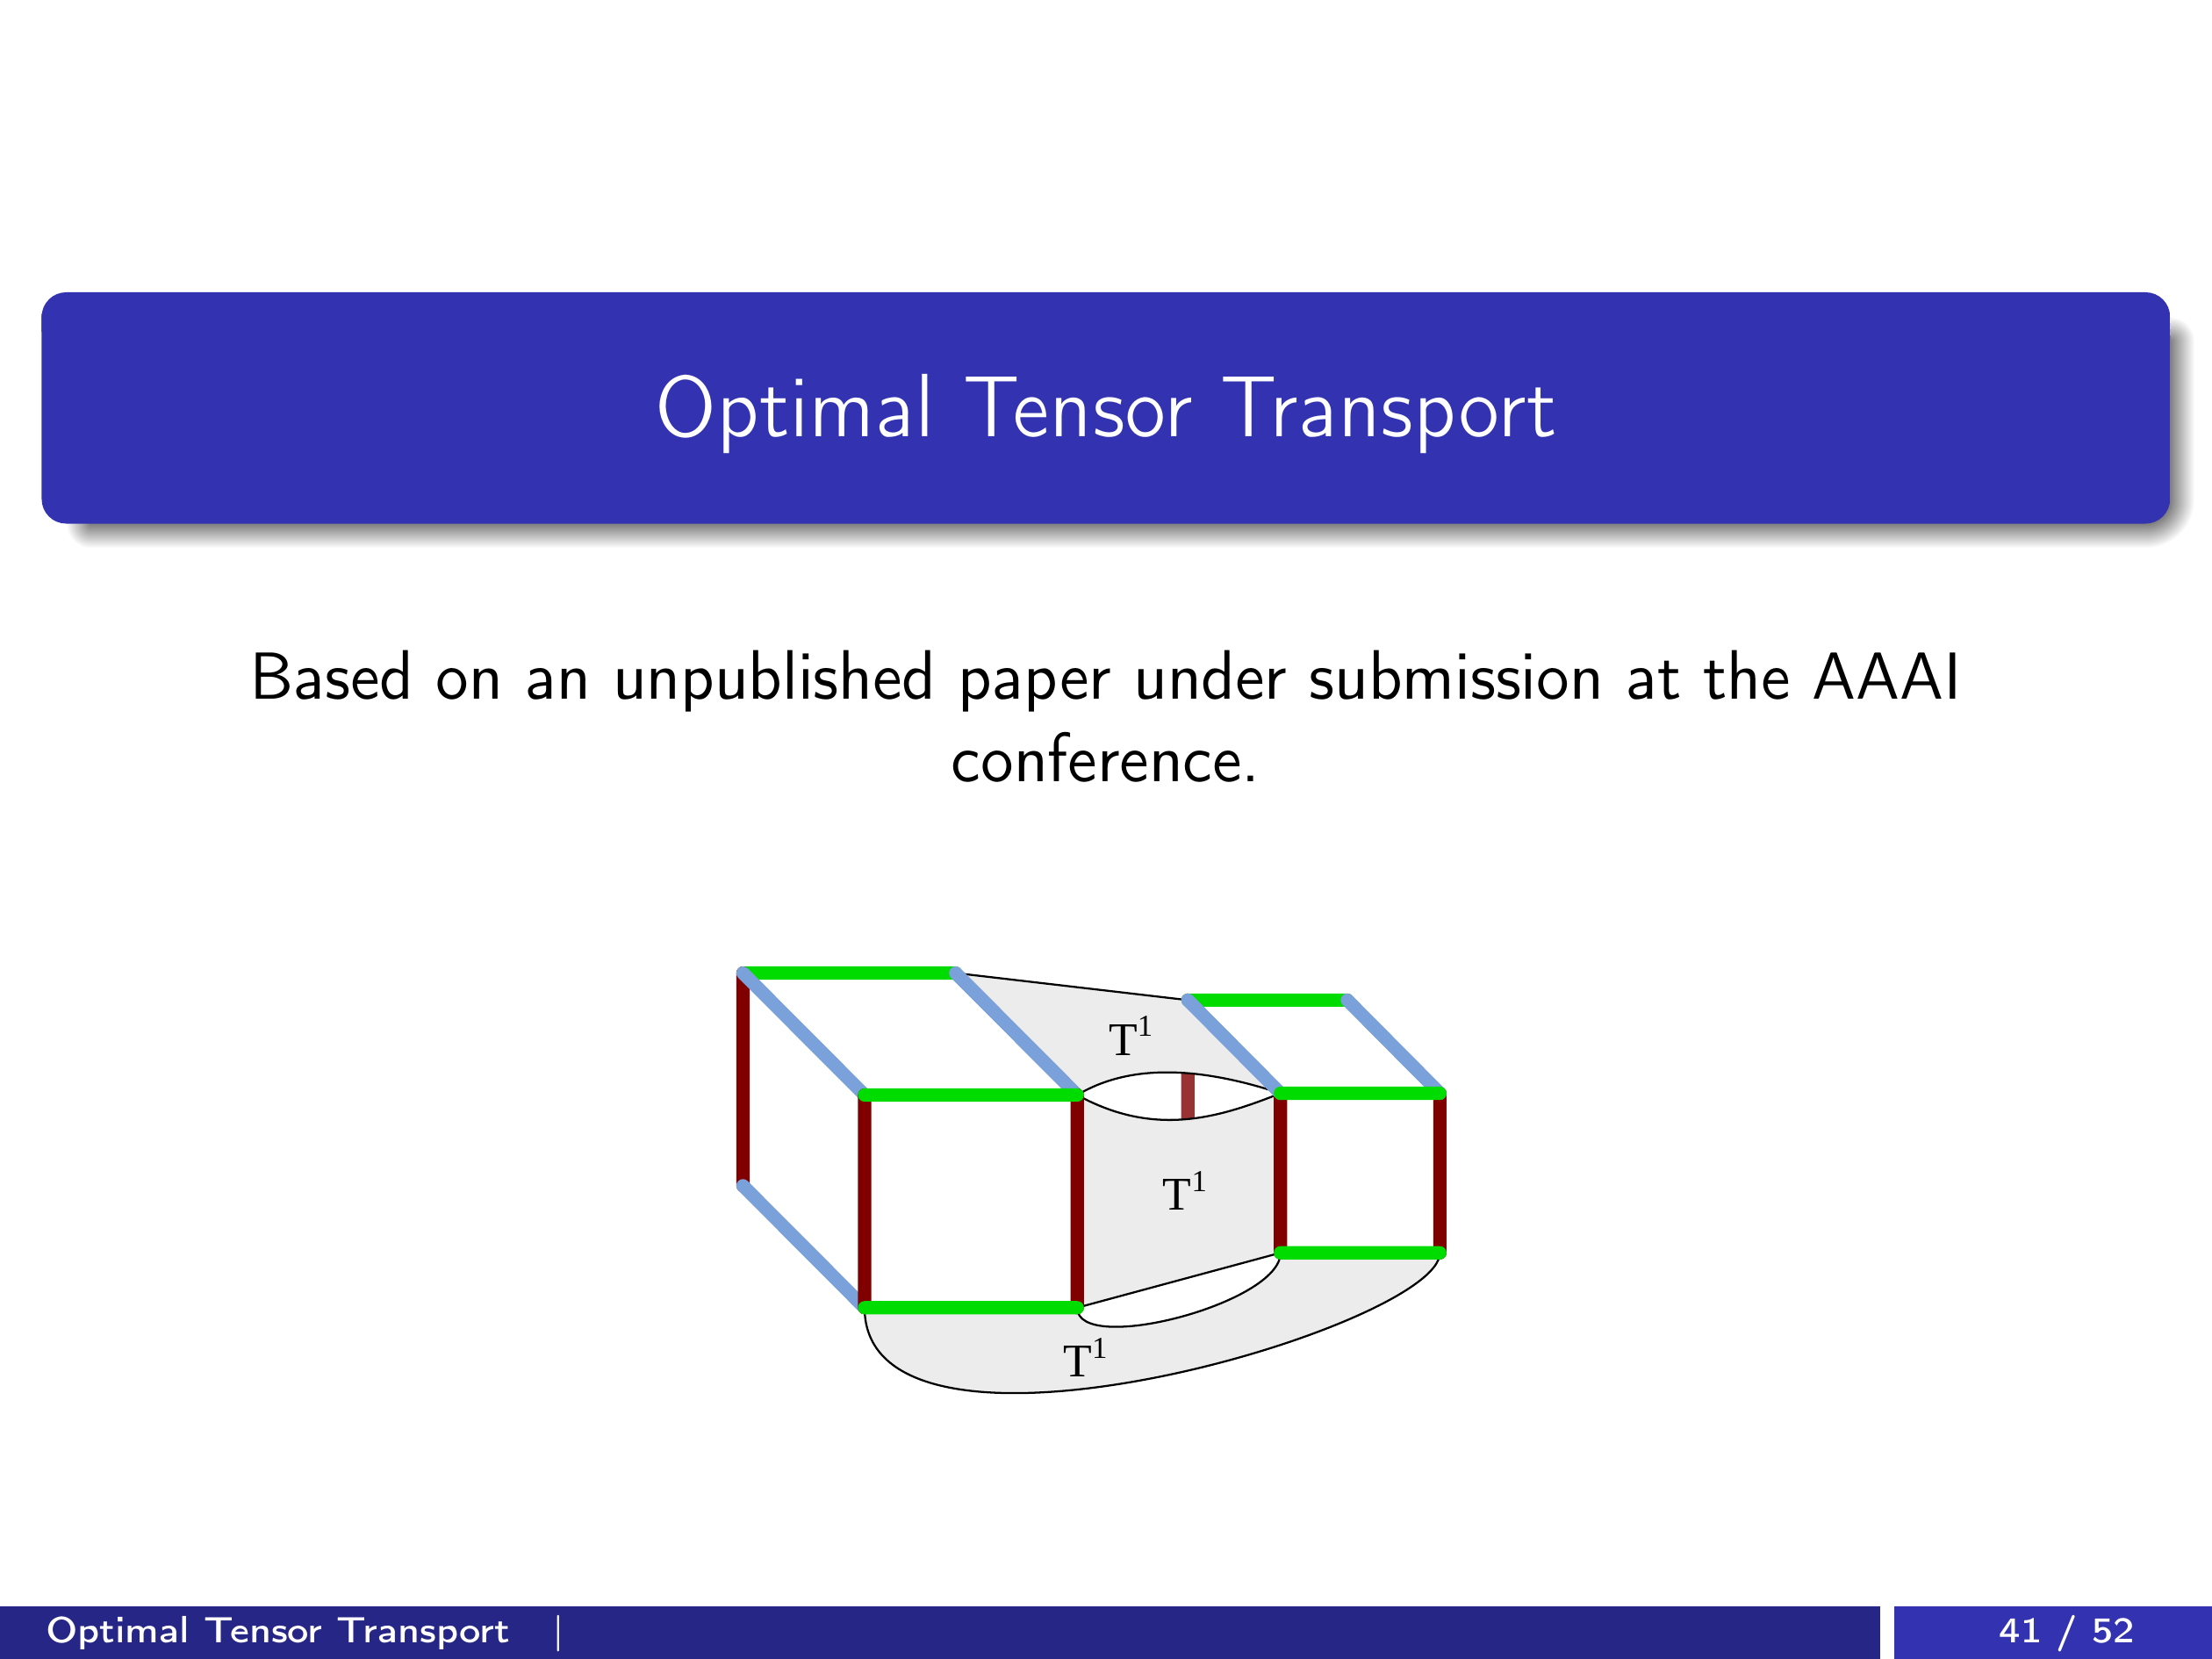 Optimal Tensor Transport
Based on an unpublished paper under submission at the AAAI
conference.
T¹
T¹
T¹
Optimal Tensor Transport |
41 / 52